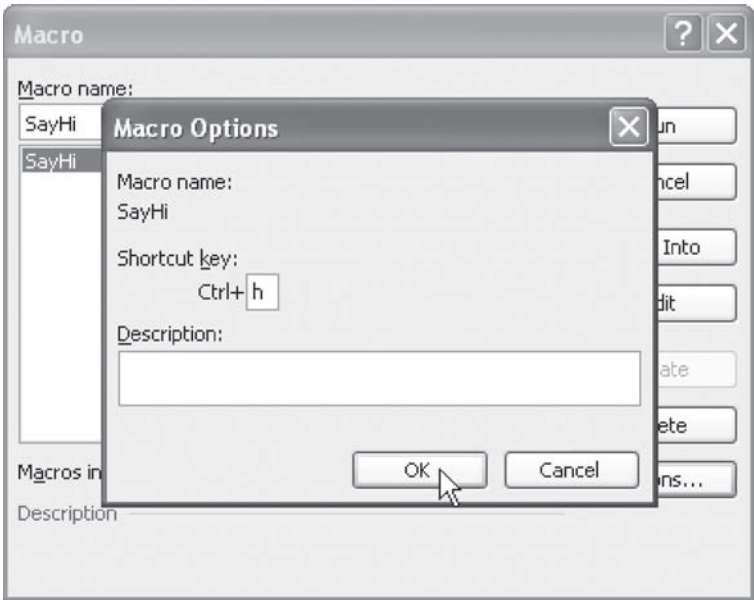 Macro
Macro name:
SayHi
SayHi
Macro Options
Macro name:
SayHi
Shortcut key:
Ctrl+ h
Description:
OK
Cancel
un
ncel
Into
dit
ate
ete
ons...
Macros in
Description